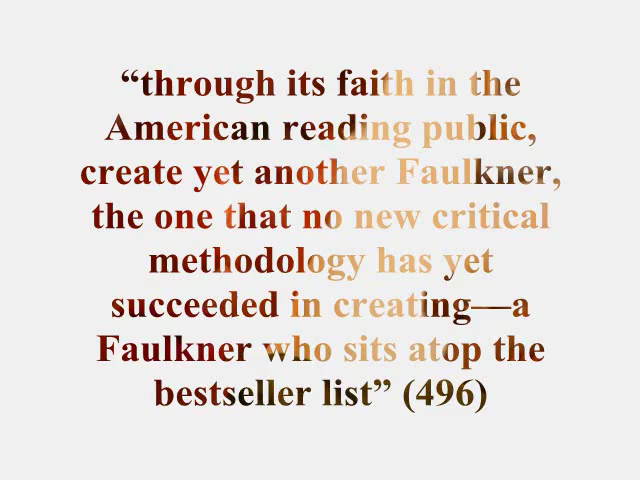 “through its faith in the
American reading public,
create yet another Faulkner,
the one that no new critical
methodology has yet
succeeded in creating—a
Faulkner who sits atop the
bestseller list” (496)